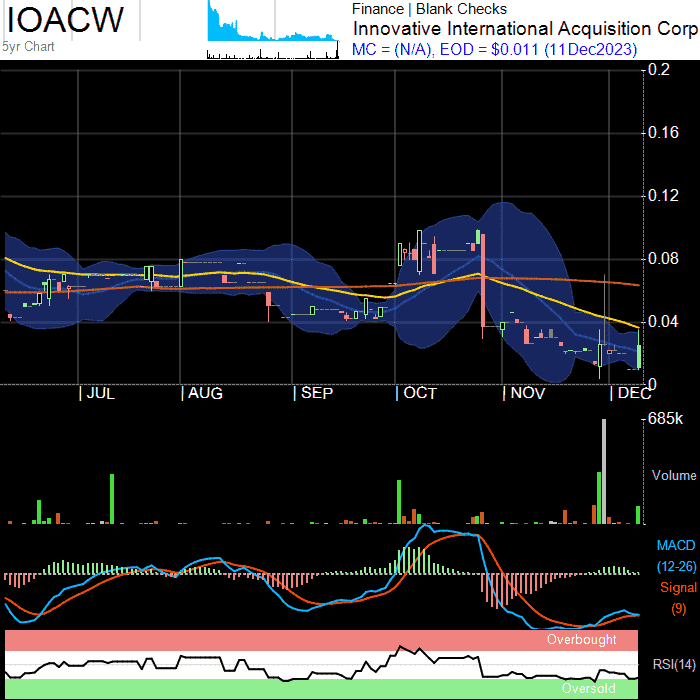 IOACW
5yr Chart
Finance | Blank Checks
Innovative International Acquisition Corp
MC = (N/A), EOD = $0.011 (11Dec2023)
0.2
0.16
0.12
0.08
0.04
0
JUL
AUG
SEP
OCT
NOV
DEC
685k
Volume
MACD
(12-26)
Signal
(9)
Overbought
RSI(14)
Oversold